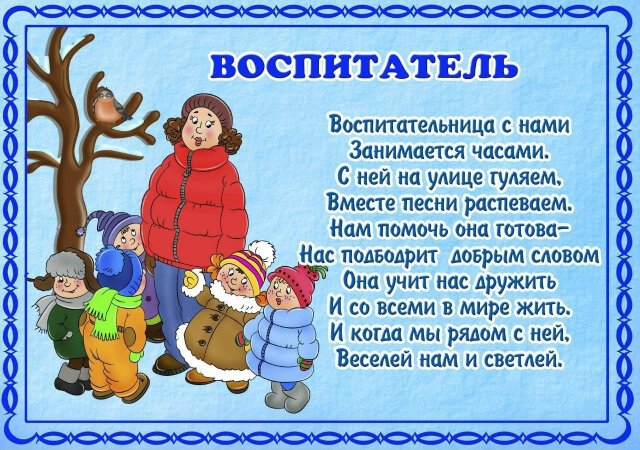 ВОСПИТАТЕЛЬ
Воспитательница с нами
Занимается часами.
С ней на улице гуляем,
Вместе песни распеваем.
Нам помочь она готова-
Нас подбодрит добрым словом
Она учит нас дружить
И со всеми в мире жить.
И когда мы рядом с ней,
Веселей нам и светлей.